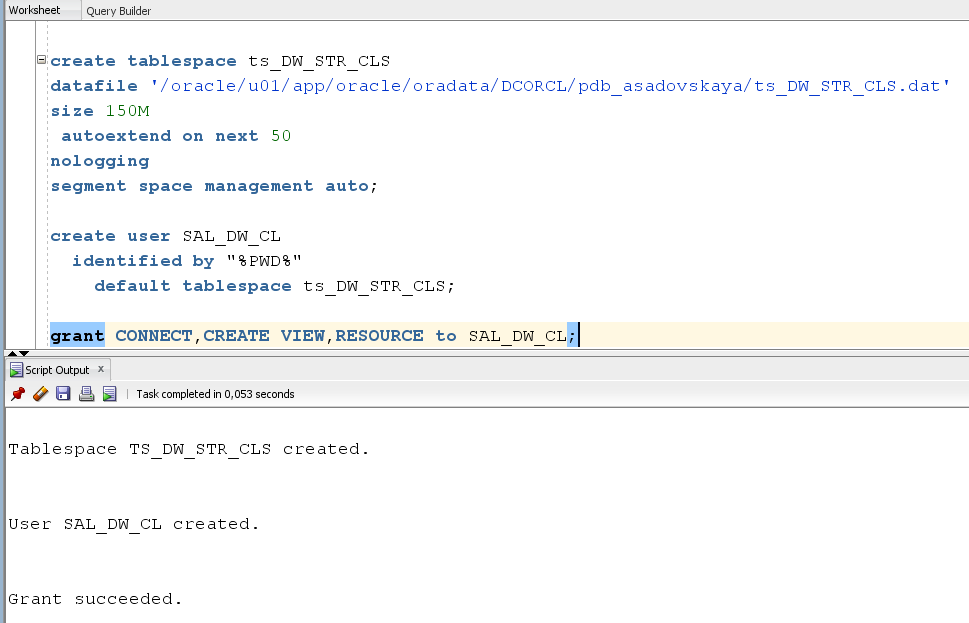 Worksheet Query Builder
create tablespace ts_DW_STR_CLS
datafile '/oracle/u01/app/oracle/oradata/DCORCL/pdb_asadovskaya/ts_DW_STR_CLS.dat'
size 150M
autoextend on next 50
nologging
segment space management auto;
create user SAL_DW_CL
identified by "%PWD%"
default tablespace ts_DW_STR_CLS;
grant CONNECT,CREATE VIEW,RESOURCE to SAL_DW_CL;
Script Output x
Task completed in 0,053 seconds
Tablespace TS_DW_STR_CLS created.
User SAL_DW_CL created.
Grant succeeded.